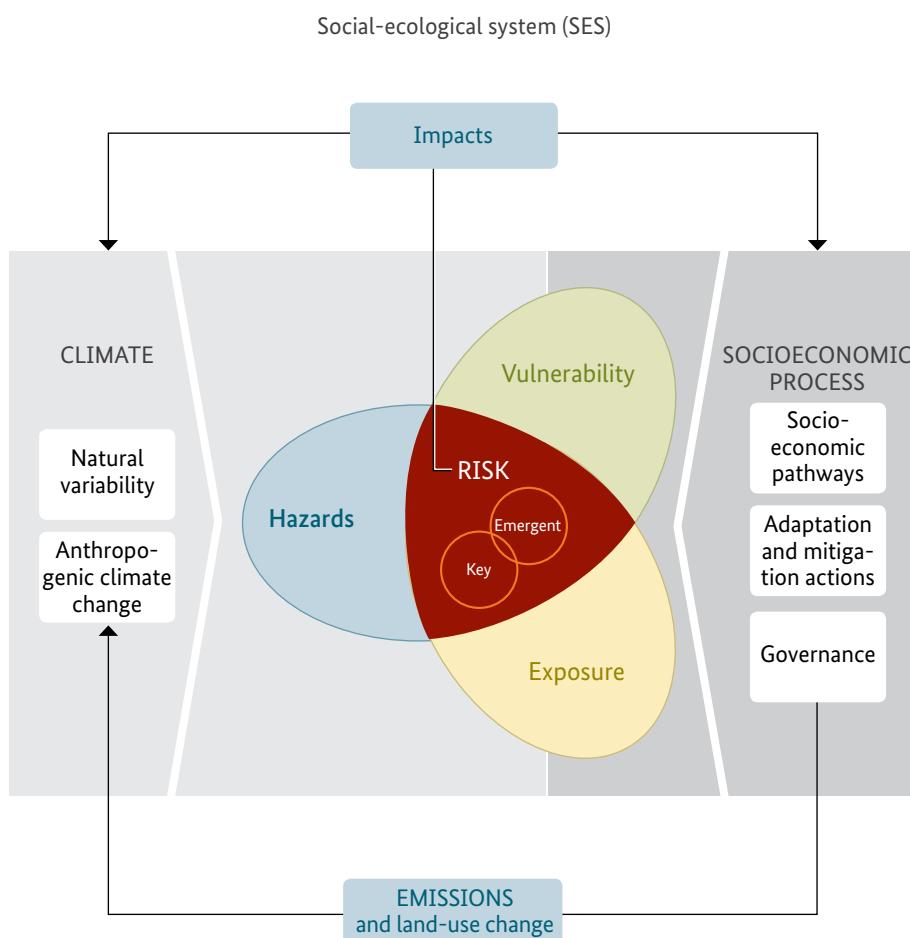 Social-ecological system (SES)
Impacts
CLIMATE
Natural
variability
Anthropo-
genic climate
change
Hazards
Vulnerability
RISK
Emergent
Key
Exposure
SOCIOECONOMIC
PROCESS
Socio-
economic
pathways
Adaptation
and mitiga-
tion actions
Governance
EMISSIONS
and land-use change